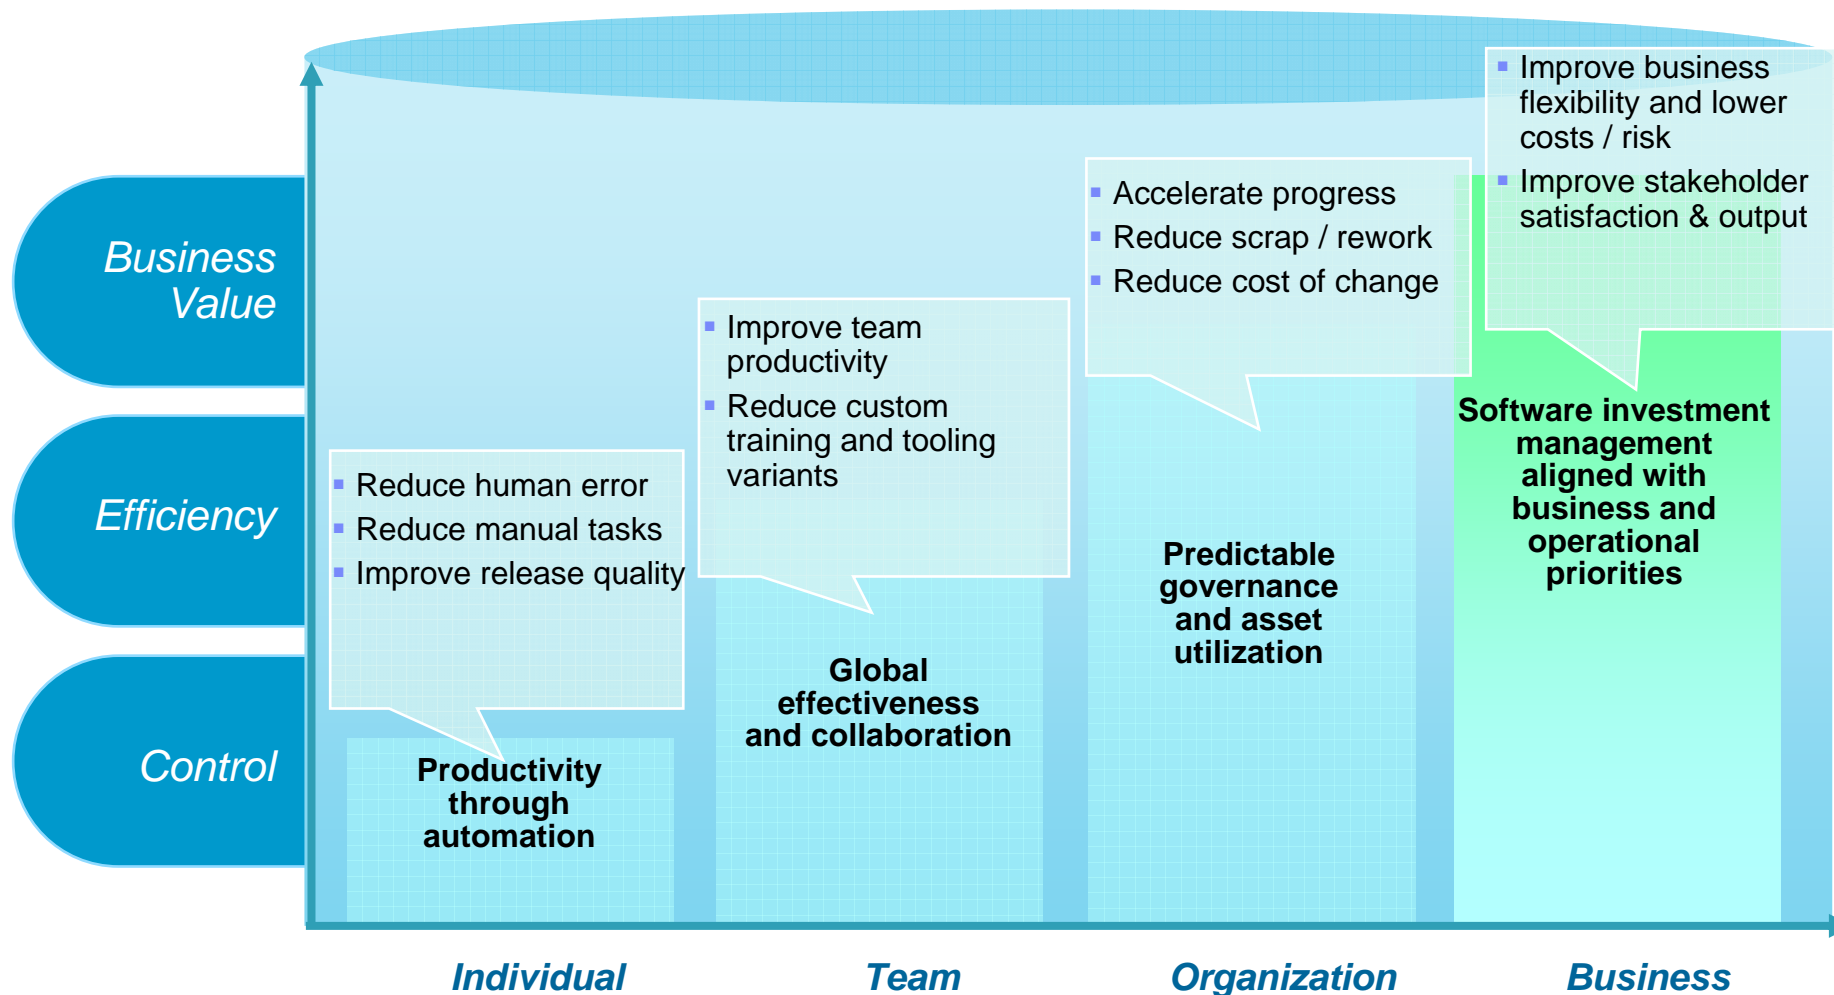 Business
Value
Efficiency
Control
Reduce human error
Reduce manual tasks
Improve release quality
Productivity
through
automation
Improve team
productivity
Reduce custom
training and tooling
variants
Global
effectiveness
and collaboration
Accelerate progress
Reduce scrap / rework
Reduce cost of change
Predictable
governance
and asset
utilization
Improve business
flexibility and lower
costs / risk
Improve stakeholder
satisfaction & output
Software investment
management
aligned with
business and
operational
priorities
Individual
Team
Organization
Business